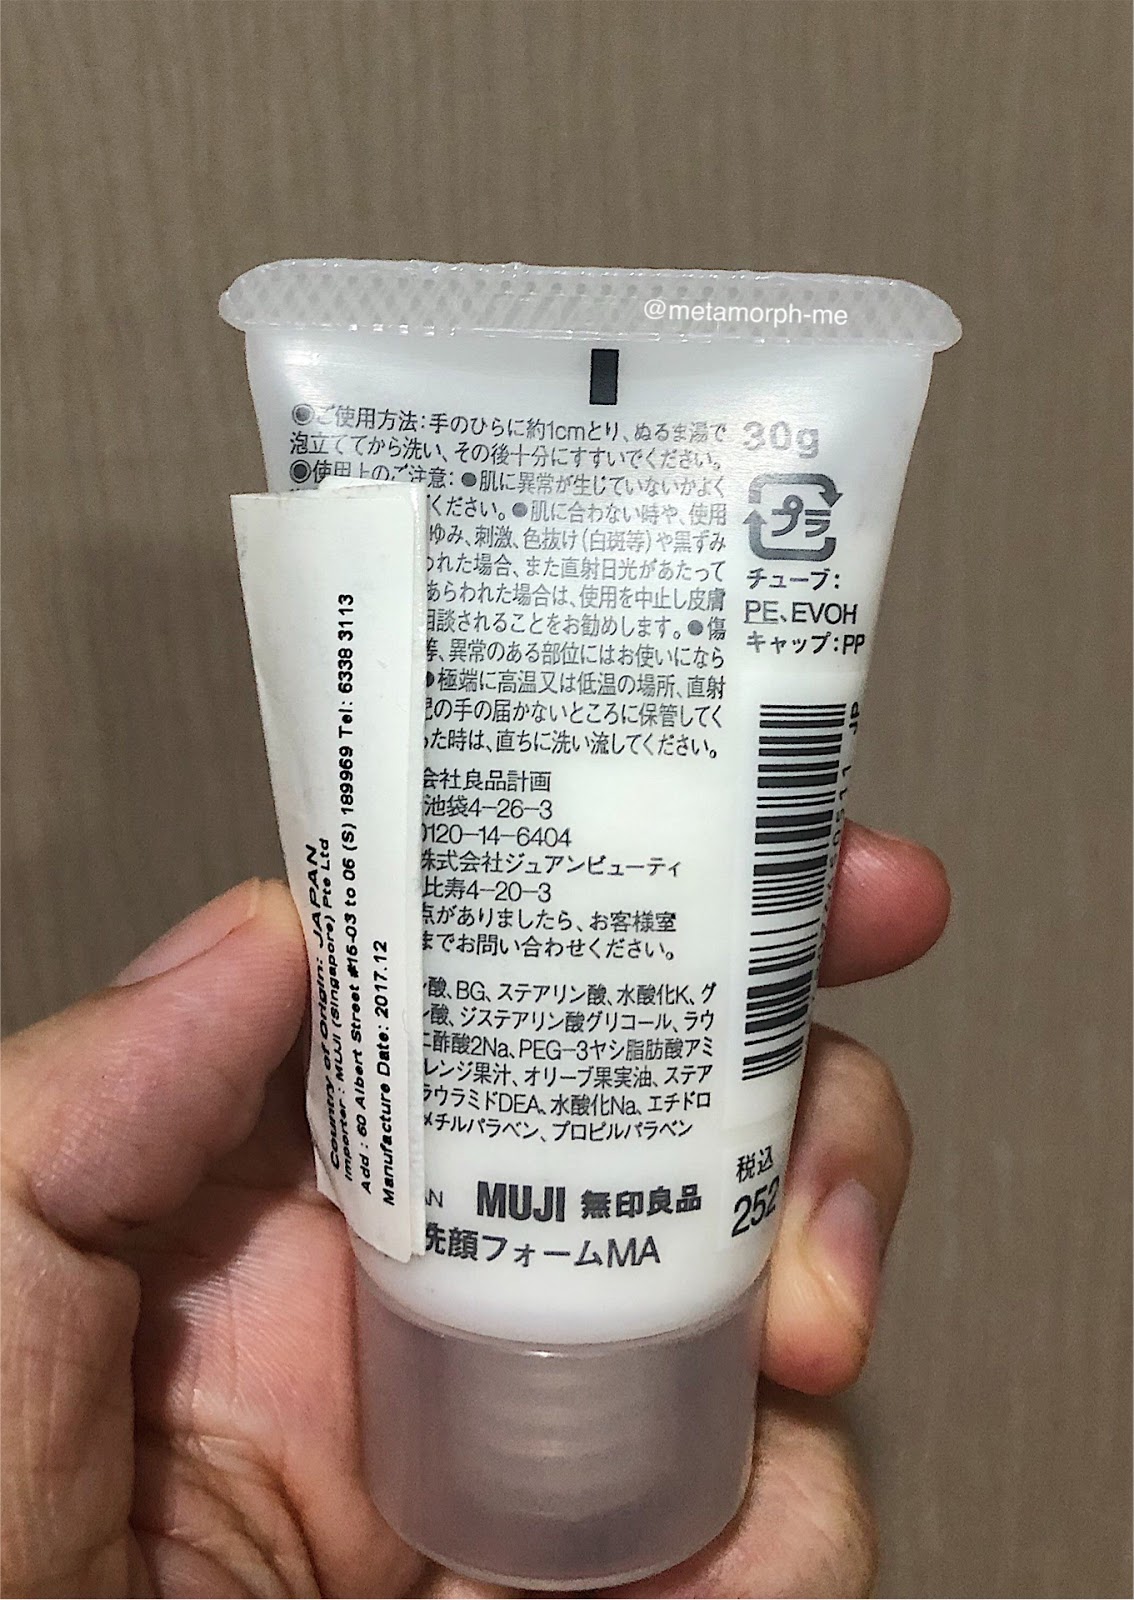 @metamorph-me
◉ご使用方法:手のひらに約1cmとり、ぬるま湯で
泡立ててから洗い、その後十分にすすいでください。
◉使用上のご注意:●肌に異常が生じていないかよく
ください。●肌に合わない時や、使用
ゆみ、刺激、色抜け(白斑等)や黒ずみ
われた場合、また直射日光があたって
あらわれた場合は、使用を中止し皮膚
相談されることをお勧めします。●傷
等、異常のある部位にはお使いになら
●極端に高温又は低温の場所、直射
児の手の届かないところに保管してく
った時は、直ちに洗い流してください。
会社良品計画
池袋4-26-3
0120-14-6404
株式会社ジュアンビューティ
比寿4-20-3
点がありましたら、お客様室
までお問い合わせください。
ン酸、BG、ステアリン酸、水酸化K、グ
ン酸、ジステアリン酸グリコール、ラウ
二酢酸2Na、PEG-3ヤシ脂肪酸アミ
レンジ果汁、オリーブ果実油、ステア
ラウラミドDEA、水酸化Na、エチドロ
メチルパラベン、プロピルパラベン
AN MUJI 無印良品
洗顔フォームMA
30g
プラ
チューブ:
PE、EVOH
キャップ:PP
JP
税込
252
Country of Origin: JAPAN
Importer : MUJI (Singapore) Pte Ltd
Add : 60 Albert Street #15-03 to 06 (S) 189969 Tel: 6338 3113
Manufacture Date: 2017.12